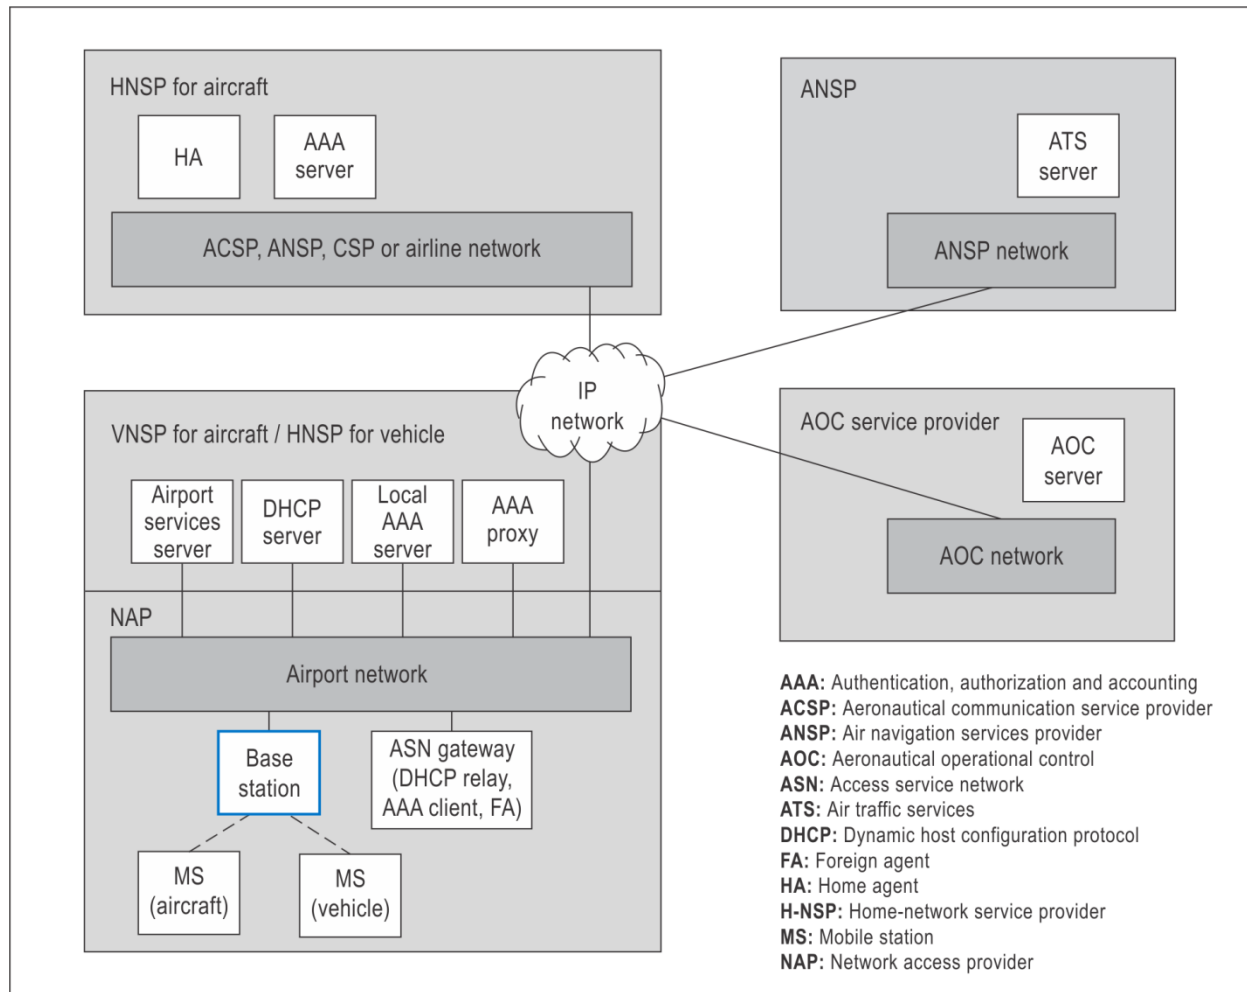 HNSP for aircraft
HA
AAA
server
ACSP, ANSP, CSP or airline network
ANSP
ATS
server
ANSP network
IP
network
VNSP for aircraft / HNSP for vehicle
Airport
services
server
DHCP
server
Local
AAA
server
AAA
proxy
AOC service provider
AOC
server
AOC network
NAP
Airport network
Base
station
ASN gateway
(DHCP relay,
AAA client, FA)
MS
(aircraft)
MS
(vehicle)
AAA: Authentication, authorization and accounting
ACSP: Aeronautical communication service provider
ANSP: Air navigation services provider
AOC: Aeronautical operational control
ASN: Access service network
ATS: Air traffic services
DHCP: Dynamic host configuration protocol
FA: Foreign agent
HA: Home agent
H-NSP: Home-network service provider
MS: Mobile station
NAP: Network access provider